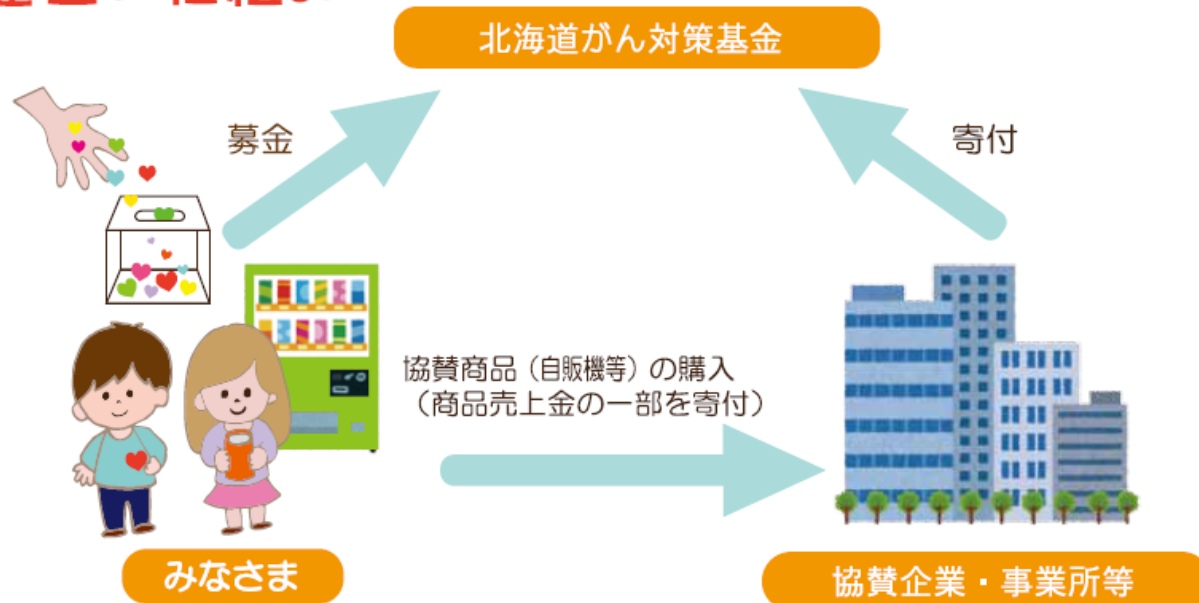 北海道がん対策基金
募金
寄付
協賛商品（自販機等）の購入
（商品売上金の一部を寄付）
みなさま
協賛企業・事業所等